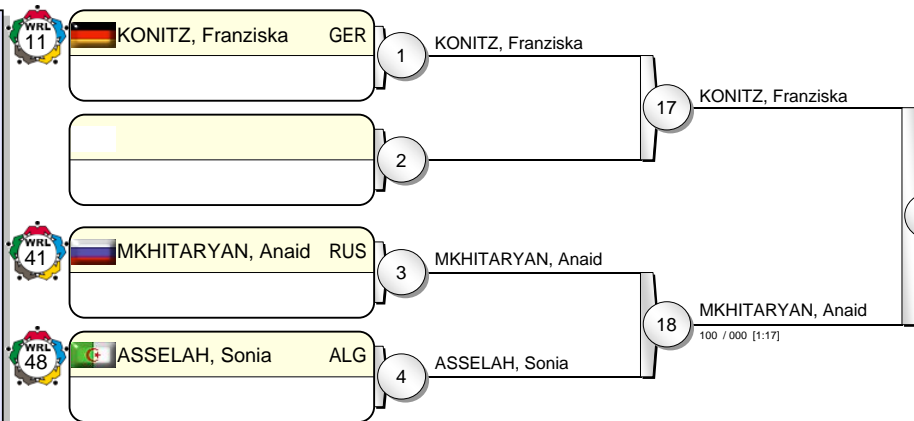 WRL
11
KONITZ, Franziska GER
1
KONITZ, Franziska
17
KONITZ, Franziska
2
WRL
41
MKHITARYAN, Anaid RUS
3
MKHITARYAN, Anaid
18
MKHITARYAN, Anaid
100 / 000 [1:17]
WRL
48
ASSELAH, Sonia ALG
4
ASSELAH, Sonia